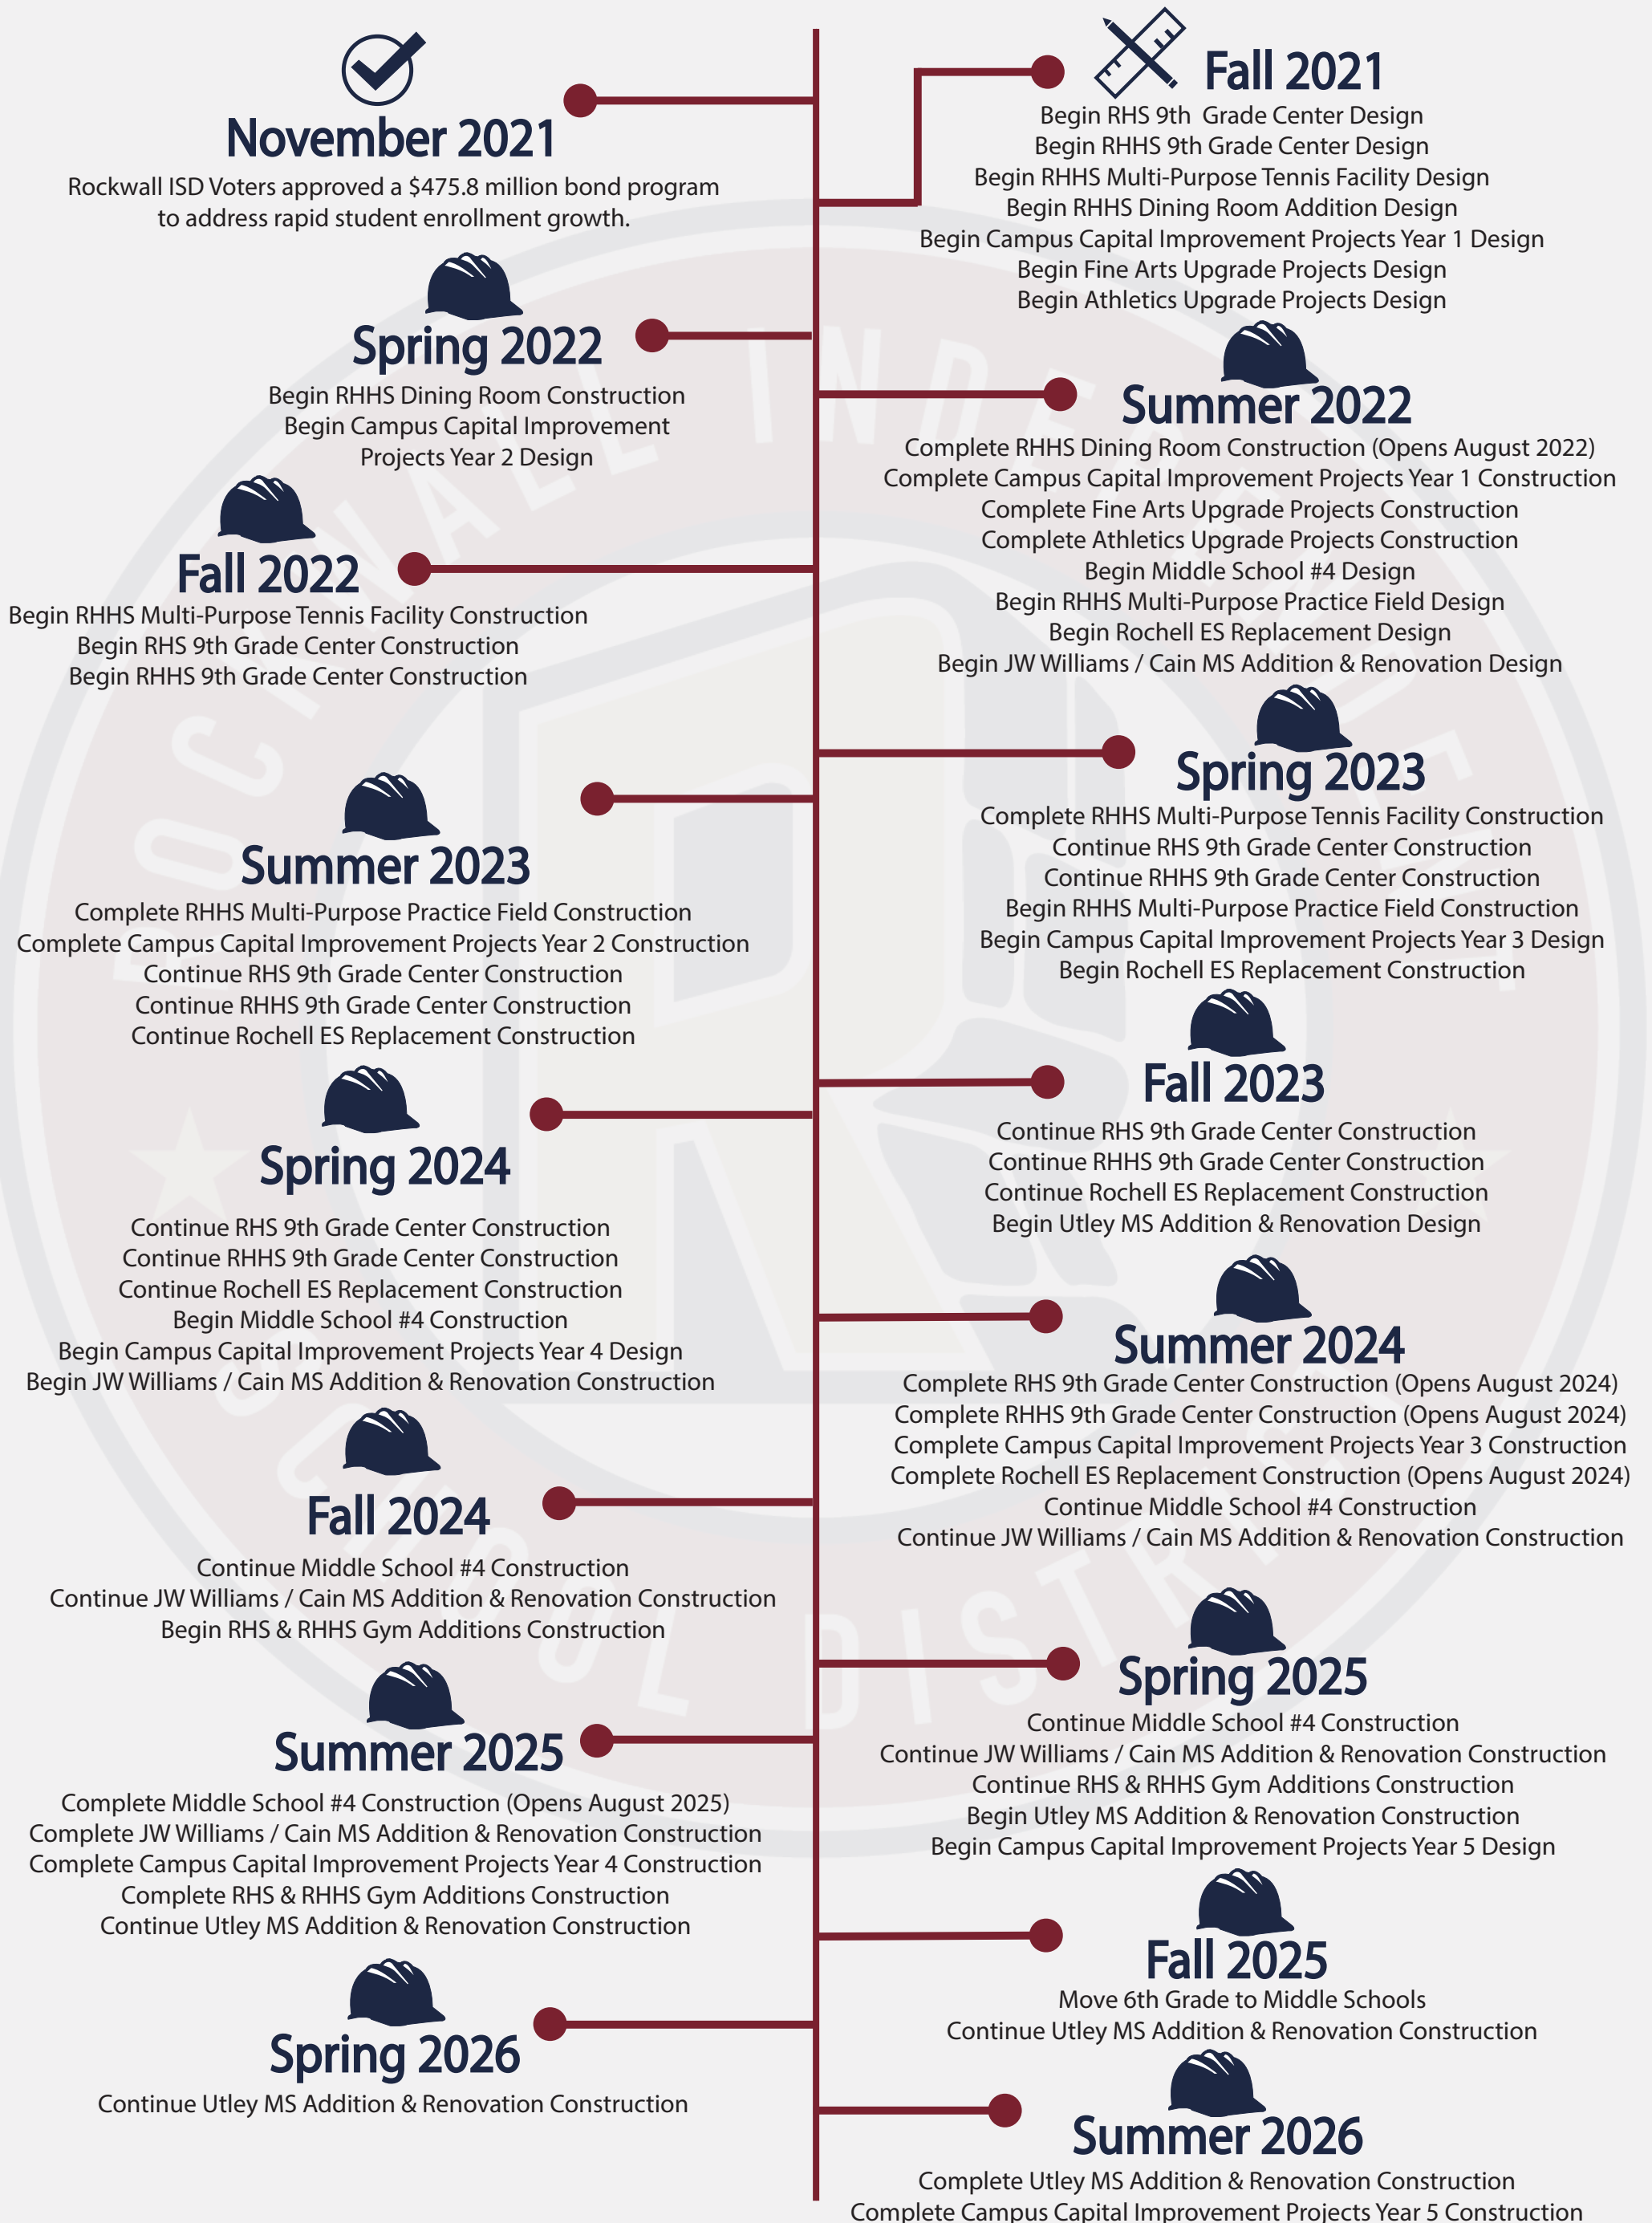 November 2021
Rockwall ISD Voters approved a $475.8 million bond program
to address rapid student enrollment growth.
Fall 2021
Begin RHS 9th Grade Center Design
Begin RHHS 9th Grade Center Design
Begin RHHS Multi-Purpose Tennis Facility Design
Begin RHHS Dining Room Addition Design
Begin Campus Capital Improvement Projects Year 1 Design
Begin Fine Arts Upgrade Projects Design
Begin Athletics Upgrade Projects Design
Spring 2022
Begin RHHS Dining Room Construction
Begin Campus Capital Improvement
Projects Year 2 Design
Summer 2022
Complete RHHS Dining Room Construction (Opens August 2022)
Complete Campus Capital Improvement Projects Year 1 Construction
Complete Fine Arts Upgrade Projects Construction
Complete Athletics Upgrade Projects Construction
Begin Middle School #4 Design
Begin RHHS Multi-Purpose Practice Field Design
Begin Rochell ES Replacement Design
Begin JW Williams / Cain MS Addition & Renovation Design
Fall 2022
Begin RHHS Multi-Purpose Tennis Facility Construction
Begin RHS 9th Grade Center Construction
Begin RHHS 9th Grade Center Construction
Spring 2023
Complete RHHS Multi-Purpose Tennis Facility Construction
Continue RHS 9th Grade Center Construction
Continue RHHS 9th Grade Center Construction
Begin RHHS Multi-Purpose Practice Field Construction
Begin Campus Capital Improvement Projects Year 3 Design
Begin Rochell ES Replacement Construction
Summer 2023
Complete RHHS Multi-Purpose Practice Field Construction
Complete Campus Capital Improvement Projects Year 2 Construction
Continue RHS 9th Grade Center Construction
Continue RHHS 9th Grade Center Construction
Continue Rochell ES Replacement Construction
Fall 2023
Continue RHS 9th Grade Center Construction
Continue RHHS 9th Grade Center Construction
Continue Rochell ES Replacement Construction
Begin Utley MS Addition & Renovation Design
Spring 2024
Continue RHS 9th Grade Center Construction
Continue RHHS 9th Grade Center Construction
Continue Rochell ES Replacement Construction
Begin Middle School #4 Construction
Begin Campus Capital Improvement Projects Year 4 Design
Begin JW Williams / Cain MS Addition & Renovation Construction
Summer 2024
Complete RHS 9th Grade Center Construction (Opens August 2024)
Complete RHHS 9th Grade Center Construction (Opens August 2024)
Complete Campus Capital Improvement Projects Year 3 Construction
Complete Rochell ES Replacement Construction (Opens August 2024)
Continue Middle School #4 Construction
Continue JW Williams / Cain MS Addition & Renovation Construction
Fall 2024
Continue Middle School #4 Construction
Continue JW Williams / Cain MS Addition & Renovation Construction
Begin RHS & RHHS Gym Additions Construction
Spring 2025
Continue Middle School #4 Construction
Continue JW Williams / Cain MS Addition & Renovation Construction
Continue RHS & RHHS Gym Additions Construction
Begin Utley MS Addition & Renovation Construction
Begin Campus Capital Improvement Projects Year 5 Design
Summer 2025
Complete Middle School #4 Construction (Opens August 2025)
Complete JW Williams / Cain MS Addition & Renovation Construction
Complete Campus Capital Improvement Projects Year 4 Construction
Complete RHS & RHHS Gym Additions Construction
Continue Utley MS Addition & Renovation Construction
Fall 2025
Move 6th Grade to Middle Schools
Continue Utley MS Addition & Renovation Construction
Spring 2026
Continue Utley MS Addition & Renovation Construction
Summer 2026
Complete Utley MS Addition & Renovation Construction
Complete Campus Capital Improvement Projects Year 5 Construction
ROCKWALL INDEPENDENT
SCHOOL DISTRICT
R